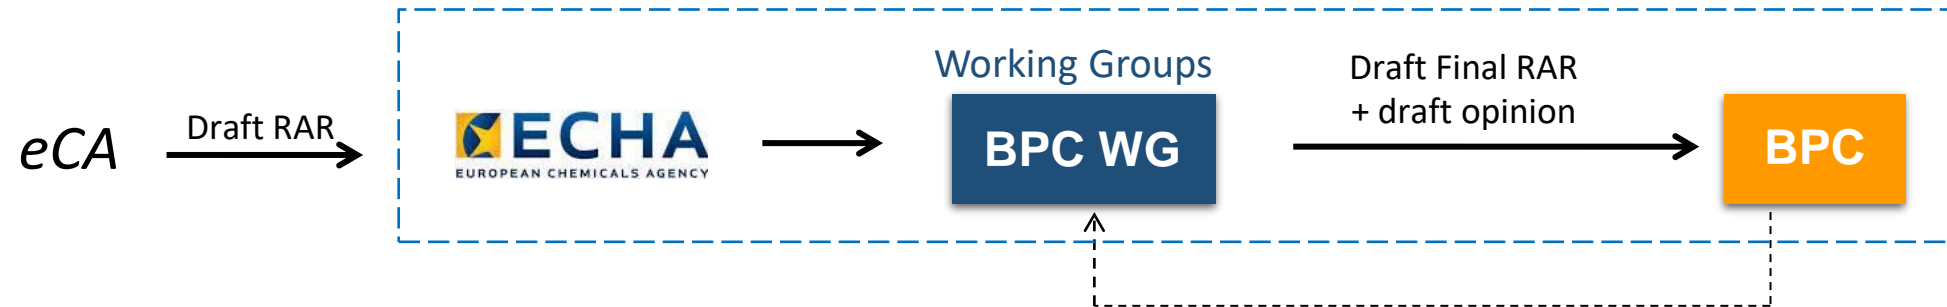 eCA
Draft RAR
ECHA
EUROPEAN CHEMICALS AGENCY
Working Groups
BPC WG
Draft Final RAR
+ draft opinion
BPC